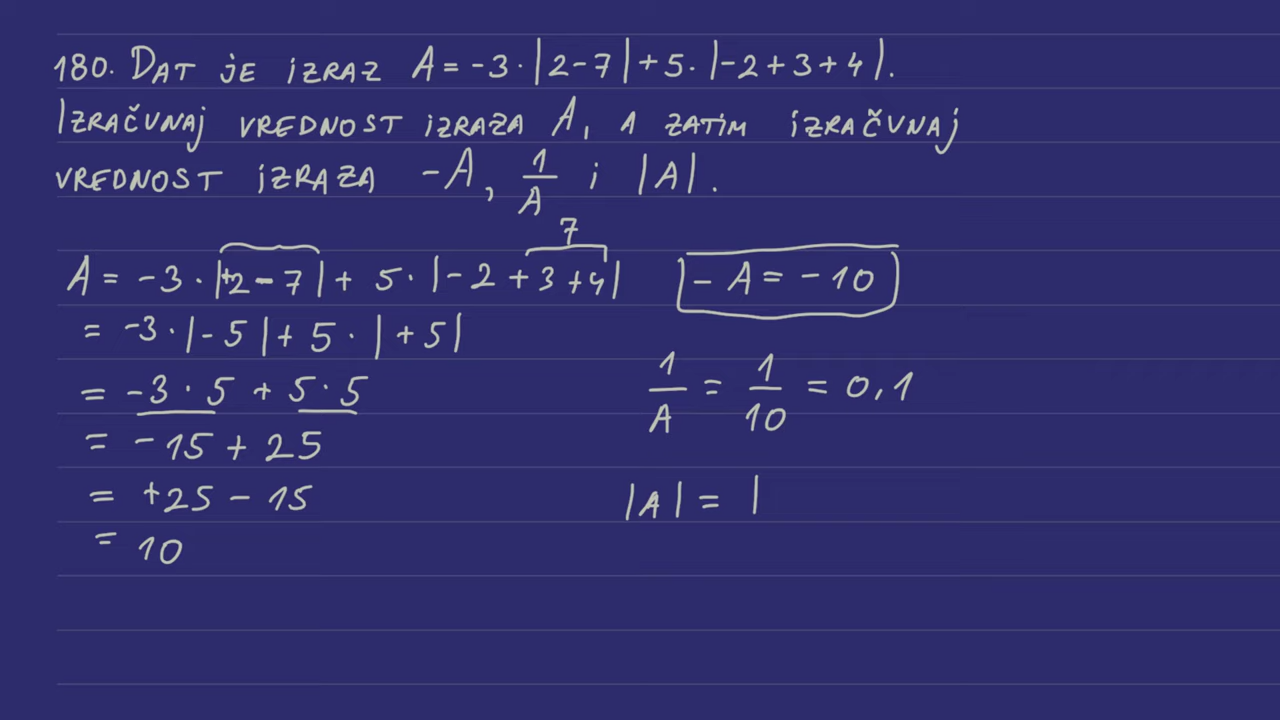 180. DAT JE IZRAZ A = -3 · |2-7| + 5 · |-2+3+4|.
IZRAČUNAJ VREDNOST IZRAZA A, A ZATIM IZRAČUNAJ
VREDNOST IZRAZA -A, 1/A i |A|.
7
A = -3 · |+2-7| + 5 · |-2+3+4|
= -3 · |-5| + 5 · |+5|
= -3 · 5 + 5 · 5
= -15 + 25
= +25 - 15
= 10
-A = -10
1/A = 1/10 = 0,1
|A| = |